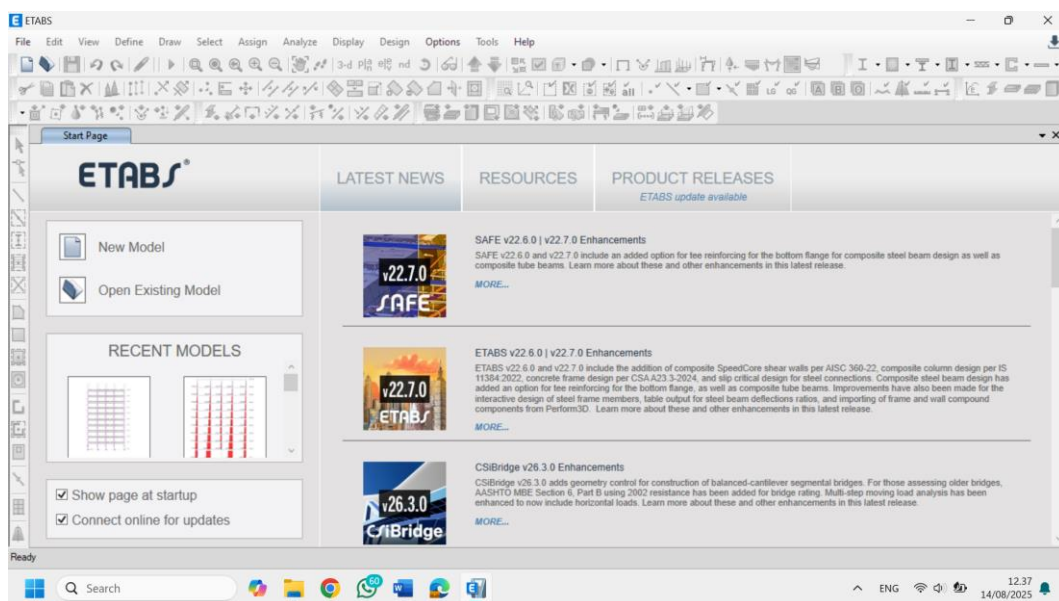 ETABS
File Edit View Define Draw Select Assign Analyze Display Design Options Tools Help
3-d nd
Start Page
ETABS®
LATEST NEWS
RESOURCES
PRODUCT RELEASES
ETABS update available
New Model
Open Existing Model
RECENT MODELS
Show page at startup
Connect online for updates
v22.7.0
SAFE
SAFE v22.6.0 | v22.7.0 Enhancements
SAFE v22.6.0 and v22.7.0 include an added option for tee reinforcing for the bottom flange for composite steel beam design as well as
composite tube beams. Learn more about these and other enhancements in this latest release.
MORE...
v22.7.0
ETABS
ETABS v22.6.0 | v22.7.0 Enhancements
ETABS v22.6.0 and v22.7.0 include the addition of composite SpeedCore shear walls per AISC 360-22, composite column design per IS
11384:2022, concrete frame design per CSA A23.3-2024, and slip critical design for steel connections. Composite steel beam design has
added an option for tee reinforcing for the bottom flange, as well as composite tube beams. Improvements have also been made for the
interactive design of steel frame members, table output for steel beam deflections ratios, and importing of frame and wall compound
components from Perform3D. Learn more about these and other enhancements in this latest release.
MORE...
v26.3.0
CSiBridge
CSiBridge v26.3.0 Enhancements
CSiBridge v26.3.0 adds geometry control for construction of balanced-cantilever segmental bridges. For those assessing older bridges,
AASHTO MBE Section 6, Part B using 2002 resistance has been added for bridge rating. Multi-step moving load analysis has been
enhanced to now include horizontal loads. Learn more about these and other enhancements in this latest release.
MORE...
Ready
Search
60
ENG
12.37
14/08/2025